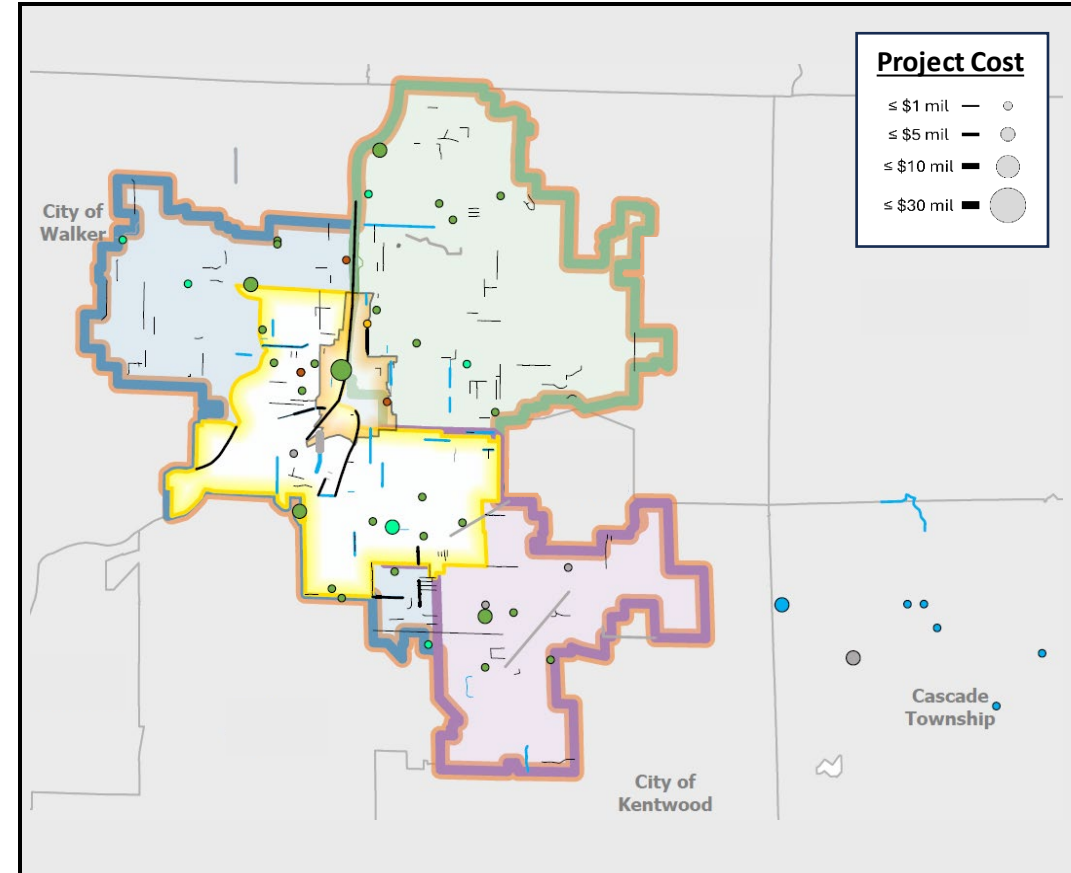 Project Cost
≤ $1 mil
≤ $5 mil
≤ $10 mil
≤ $30 mil
City of
Walker
Cascade
Township
City of
Kentwood